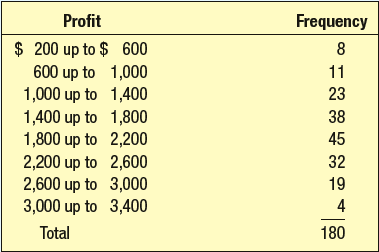 Profit Frequency
$ 200 up to $ 600 8
600 up to 1,000 11
1,000 up to 1,400 23
1,400 up to 1,800 38
1,800 up to 2,200 45
2,200 up to 2,600 32
2,600 up to 3,000 19
3,000 up to 3,400 4
Total 180